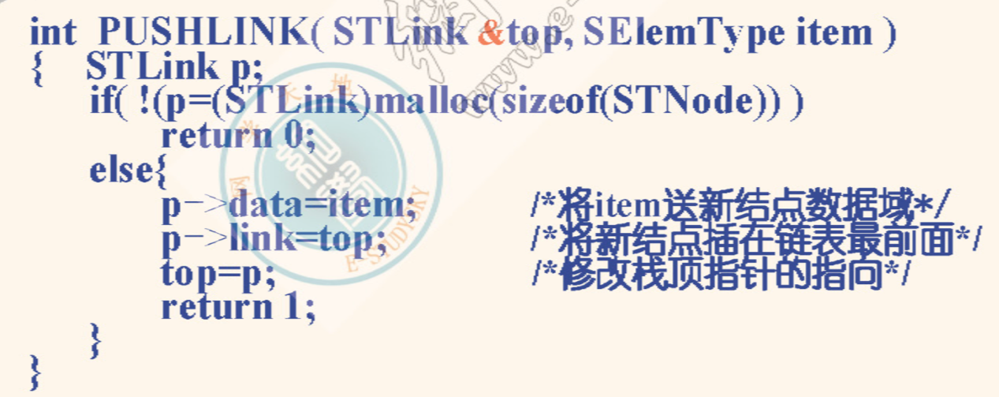 int PUSHLINK( STLink &top, SElemType item )
{ STLink p;
if( !(p=(STLink)malloc(sizeof(STNode)) )
return 0;
else{
p->data=item; /*将item送新结点数据域*/
p->link=top; /*将新结点插在链表最前面*/
top=p; /*修改栈顶指针的指向*/
return 1;
}
}
E-STUDYSKY